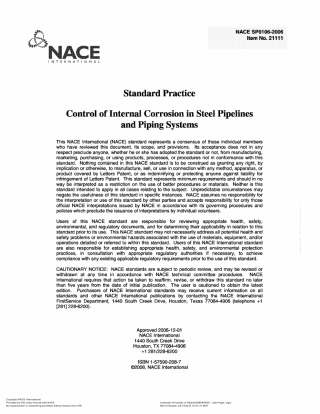 NACE SP0106-2006
Item No. 21111
NACE
INTERNATIONAL
Standard Practice
Control of Internal Corrosion in Steel Pipelines
and Piping Systems
This NACE International (NACE) standard represents a consensus of those individual members
who have reviewed this document, its scope, and provisions. Its acceptance does not in any
respect preclude anyone, whether he or she has adopted the standard or not, from manufacturing,
marketing, purchasing, or using products, processes, or procedures not in conformance with this
standard. Nothing contained in this NACE standard is to be construed as granting any right, by
implication or otherwise, to manufacture, sell, or use in connection with any method, apparatus, or
product covered by Letters Patent, or as indemnifying or protecting anyone against liability for
infringement of Letters Patent. This standard represents minimum requirements and should in no
way be interpreted as a restriction on the use of better procedures or materials. Neither is this
standard intended to apply in all cases relating to the subject. Unpredictable circumstances may
negate the usefulness of this standard in specific instances. NACE assumes no responsibility for
the interpretation or use of this standard by other parties and accepts responsibility for only those
official NACE interpretations issued by NACE in accordance with its governing procedures and
policies which preclude the issuance of interpretations by individual volunteers.
Users of this NACE standard are responsible for reviewing appropriate health, safety,
environmental, and regulatory documents, and for determining their applicability in relation to this
standard prior to its use. This NACE standard may not necessarily address all potential health and
safety problems or environmental hazards associated with the use of materials, equipment, and/or
operations detailed or referred to within this standard. Users of this NACE International standard
are also responsible for establishing appropriate health, safety, and environmental protection
practices, in consultation with appropriate regulatory authorities if necessary, to achieve
compliance with any existing applicable regulatory requirements prior to the use of this standard.
CAUTIONARY NOTICE: NACE standards are subject to periodic review, and may be revised or
withdrawn at any time in accordance with NACE technical committee procedures. NACE
International requires that action be taken to reaffirm, revise, or withdraw this standard no later
than five years from the date of initial publication. The user is cautioned to obtain the latest
edition. Purchasers of NACE International standards may receive current information on all
standards and other NACE International publications by contacting the NACE International
FirstService Department, 1440 South Creek Drive, Houston, Texas 77084-4906 (telephone +1
[281] 228-6200).
Approved 2006-12-01
NACE International
1440 South Creek Drive
Houston, TX 77084-4906
+1 281/228-6200
ISBN 1-57590-208-7
©2006, NACE International
Copyright NACE International